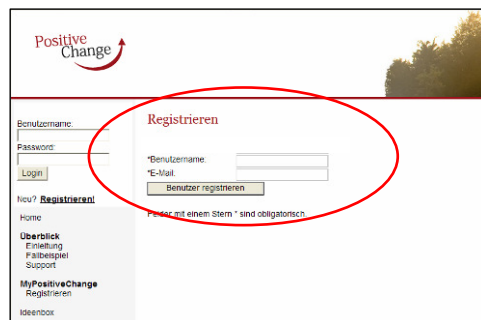 Positive
Change
Benutzername:
Password:
Login
Neu? Registrieren!
Home
Überblick
Einleitung
Fallbeispiel
Support
MyPositiveChange
Registrieren
Ideenbox
Registrieren
*Benutzername:
*E-Mail:
Benutzer registrieren
Felder mit einem Stern * sind obligatorisch.